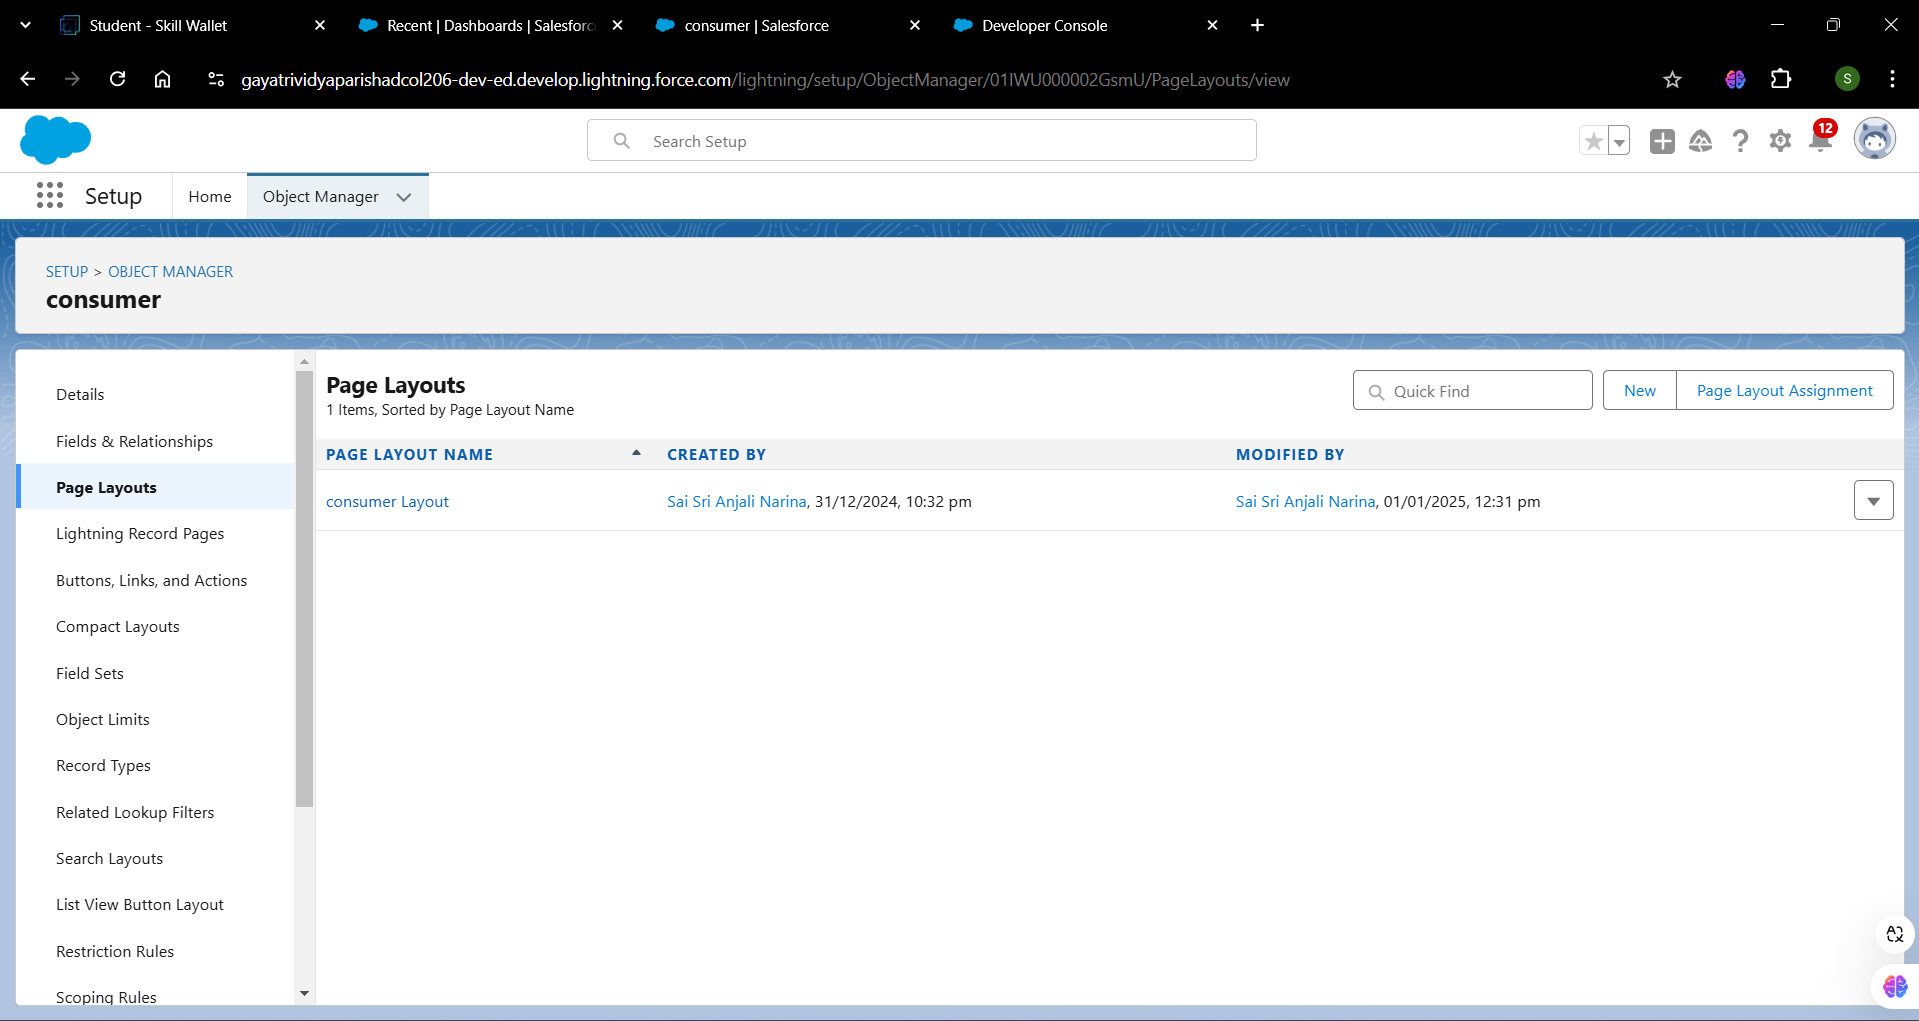 Student - Skill Wallet
Recent | Dashboards | Salesforc
consumer | Salesforce
Developer Console
gayatrividyaparishadcol206-dev-ed.develop.lightning.force.com/lightning/setup/ObjectManager/01IWU000002GsmU/PageLayouts/view
S
Search Setup
12
Setup
Home
Object Manager
SETUP > OBJECT MANAGER
consumer
Details
Fields & Relationships
Page Layouts
Lightning Record Pages
Buttons, Links, and Actions
Compact Layouts
Field Sets
Object Limits
Record Types
Related Lookup Filters
Search Layouts
List View Button Layout
Restriction Rules
Scoping Rules
Page Layouts
1 Items, Sorted by Page Layout Name
Quick Find
New
Page Layout Assignment
PAGE LAYOUT NAME CREATED BY MODIFIED BY
consumer Layout Sai Sri Anjali Narina, 31/12/2024, 10:32 pm Sai Sri Anjali Narina, 01/01/2025, 12:31 pm